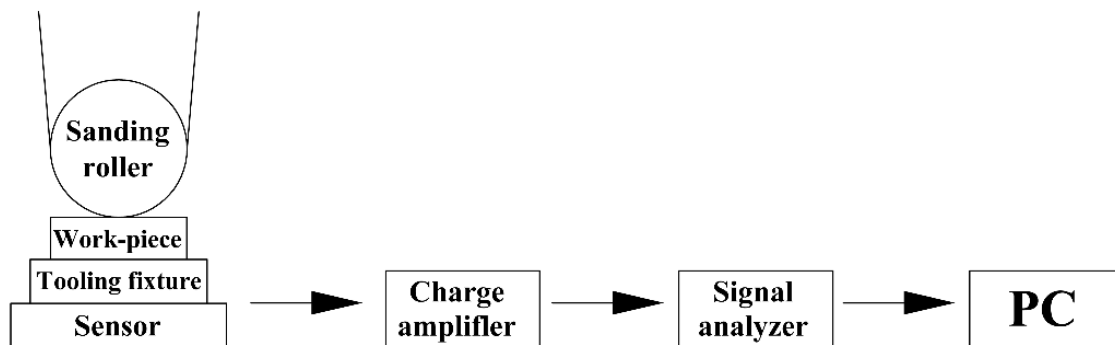 Sanding
roller
Work-piece
Tooling fixture
Sensor
Charge
amplifler
Signal
analyzer
PC